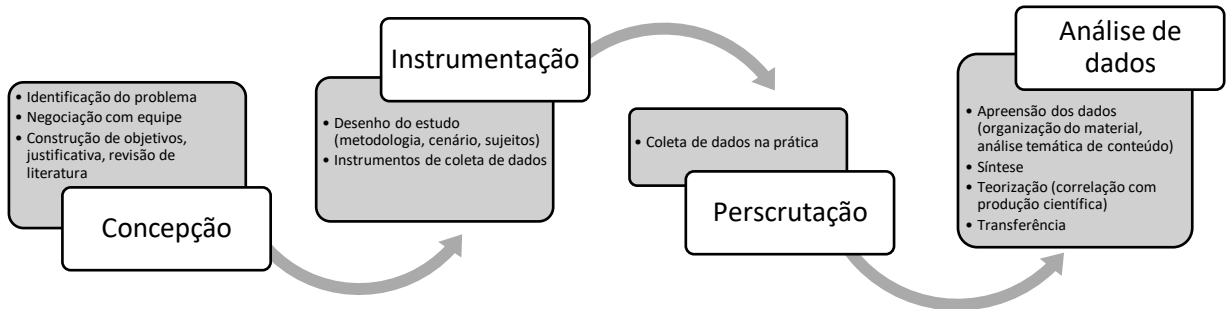 • Identificação do problema
• Negociação com equipe
• Construção de objetivos,
justificativa, revisão de
literatura
Concepção
Instrumentação
• Desenho do estudo
(metodologia, cenário, sujeitos)
• Instrumentos de coleta de dados
• Coleta de dados na prática
Perscrutação
Análise de
dados
• Apreensão dos dados
(organização do material,
análise temática de conteúdo)
• Síntese
• Teorização (correlação com
produção científica)
• Transferência